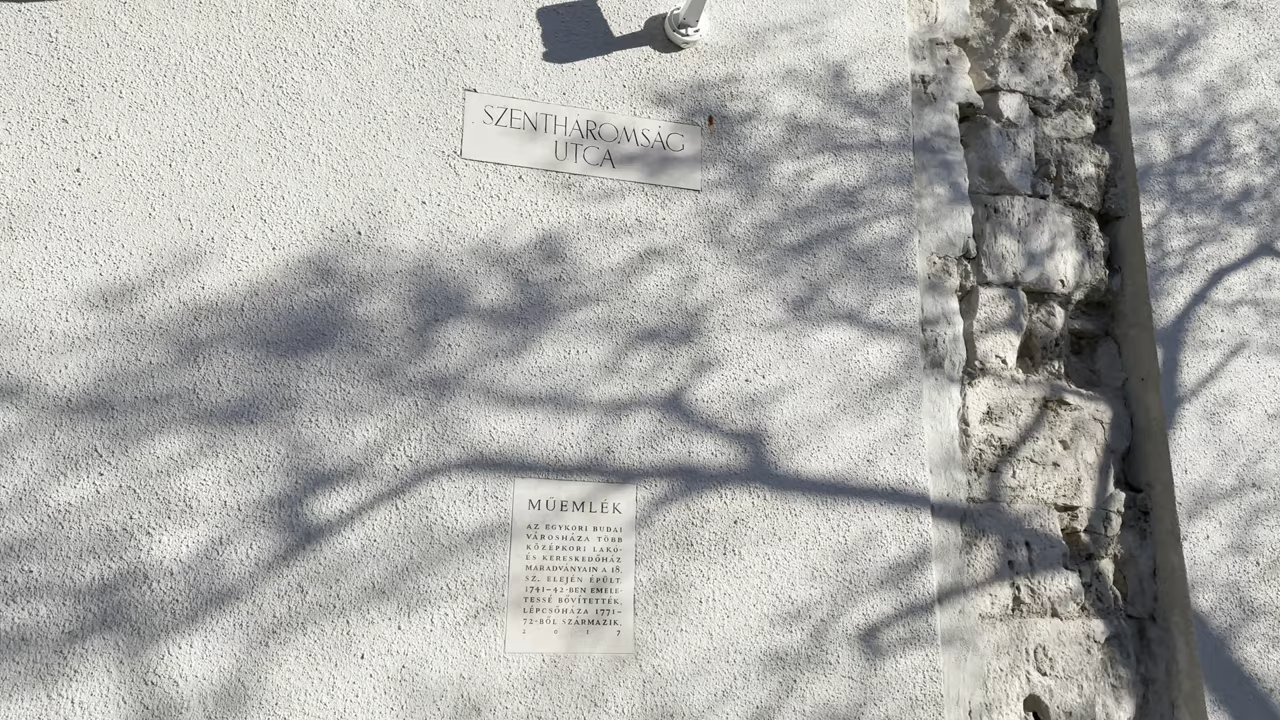 SZENTHÁROMSÁG
UTCA
MŰEMLÉK
AZ EGYKORI BUDAI
VÁROSHÁZA TÖBB
KÖZÉPKORI LAKÓ-
ÉS KERESKEDŐHÁZ
MARADVÁNYAIN A 18.
SZ. ELEJÉN ÉPÜLT.
1741–42-BEN EMELE-
TESSÉ BŐVÍTETTÉK,
LÉPCSŐHÁZA 1771–
72-BŐL SZÁRMAZIK.
2017